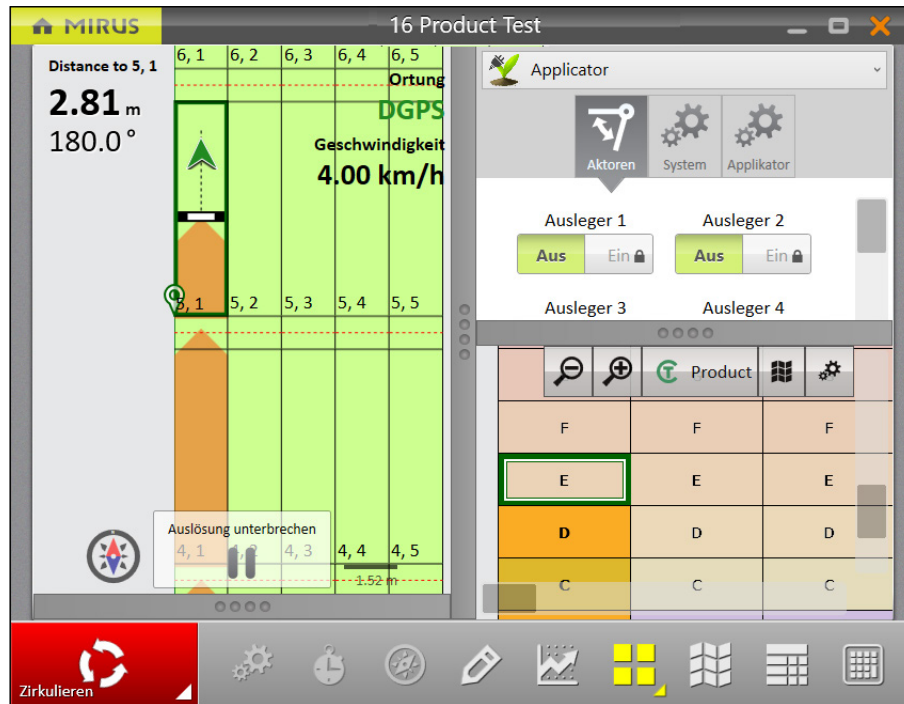 MIRUS
16 Product Test
Distance to 5, 1
2.81 m
180.0 °
6, 1 6, 2 6, 3 6, 4 6, 5
Ortung
DGPS
Geschwindigkeit
4.00 km/h
5, 1 5, 2 5, 3 5, 4 5, 5
Auslösung unterbrechen
4, 1 4, 2 4, 3 4, 4 4, 5
1.52 m
Applicator
Aktoren System Applikator
Ausleger 1 Ausleger 2
Aus Ein Aus Ein
Ausleger 3 Ausleger 4
Product
F F F
E E E
D D D
C C C
Zirkulieren